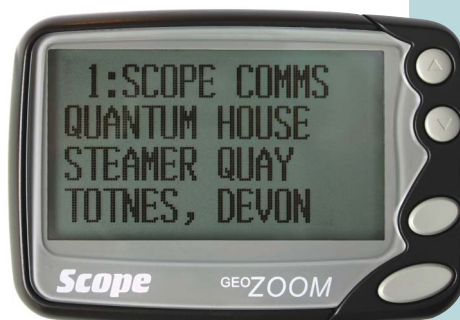 1:SCOPE COMMS
QUANTUM HOUSE
STEAMER QUAY
TOTNES, DEVON
Scope GEOZOOM